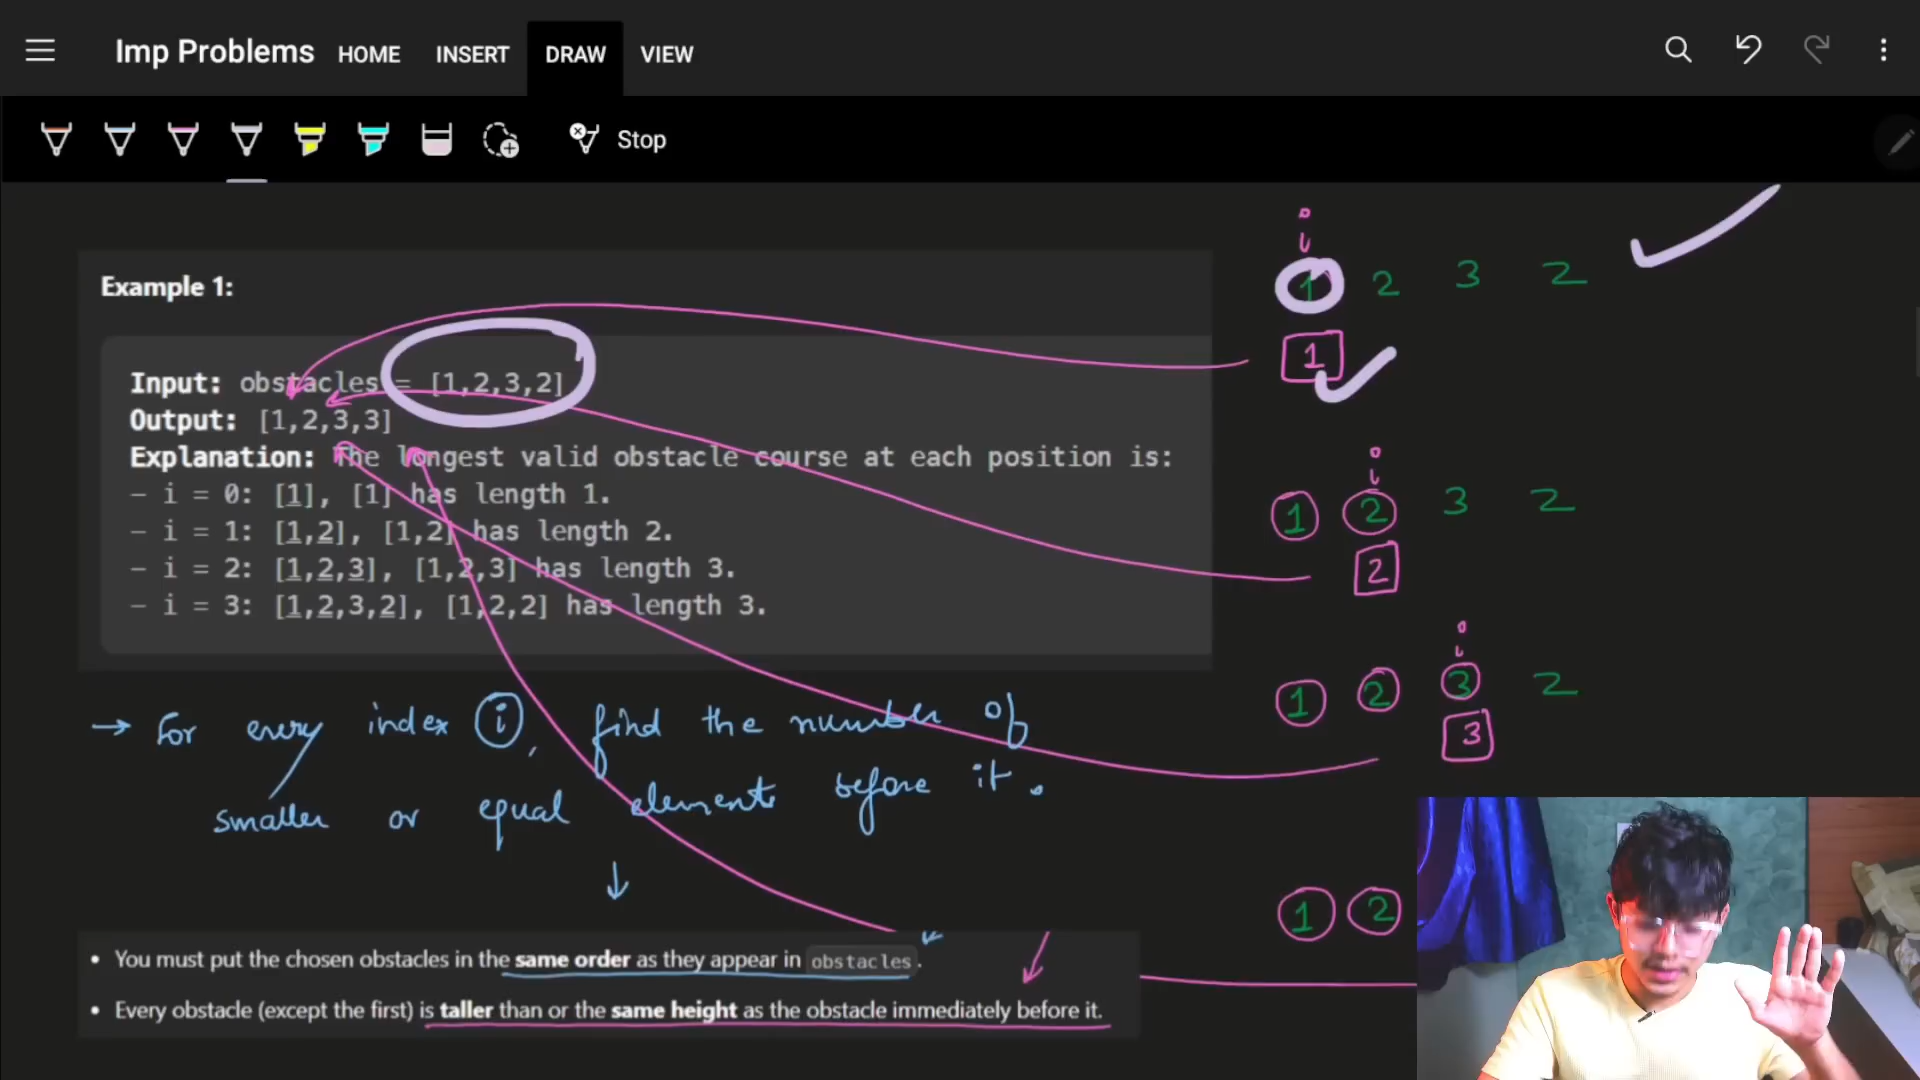 Imp Problems HOME INSERT DRAW VIEW
Stop
Example 1:
Input: obstacles = [1,2,3,2]
Output: [1,2,3,3]
Explanation: The longest valid obstacle course at each position is:
- i = 0: [1], [1] has length 1.
- i = 1: [1,2], [1,2] has length 2.
- i = 2: [1,2,3], [1,2,3] has length 3.
- i = 3: [1,2,3,2], [1,2,2] has length 3.
→ For every index i, find the number of
smaller or equal elements before it.
↓
• You must put the chosen obstacles in the same order as they appear in obstacles.
• Every obstacle (except the first) is taller than or the same height as the obstacle immediately before it.
i
1 2 3 2
1
i
1 2 3 2
2
i
1 2 3 2
3
1 2